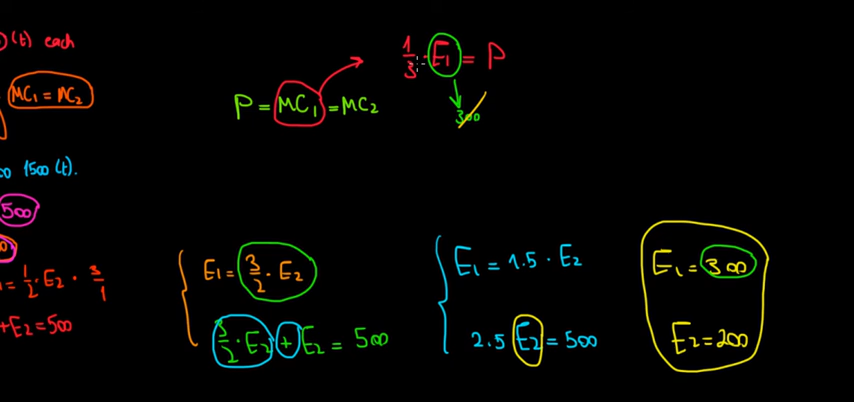 (t) each
MC₁ = MC₂
1500 (t).
500
½ · E₂ · 3/1
+E₂ = 500
1/3 · E₁ = P
P = MC₁ = MC₂
300
E₁ = 3/2 · E₂
3/2 · E₂ + E₂ = 500
E₁ = 1.5 · E₂
2.5 E₂ = 500
E₁ = 300
E₂ = 200